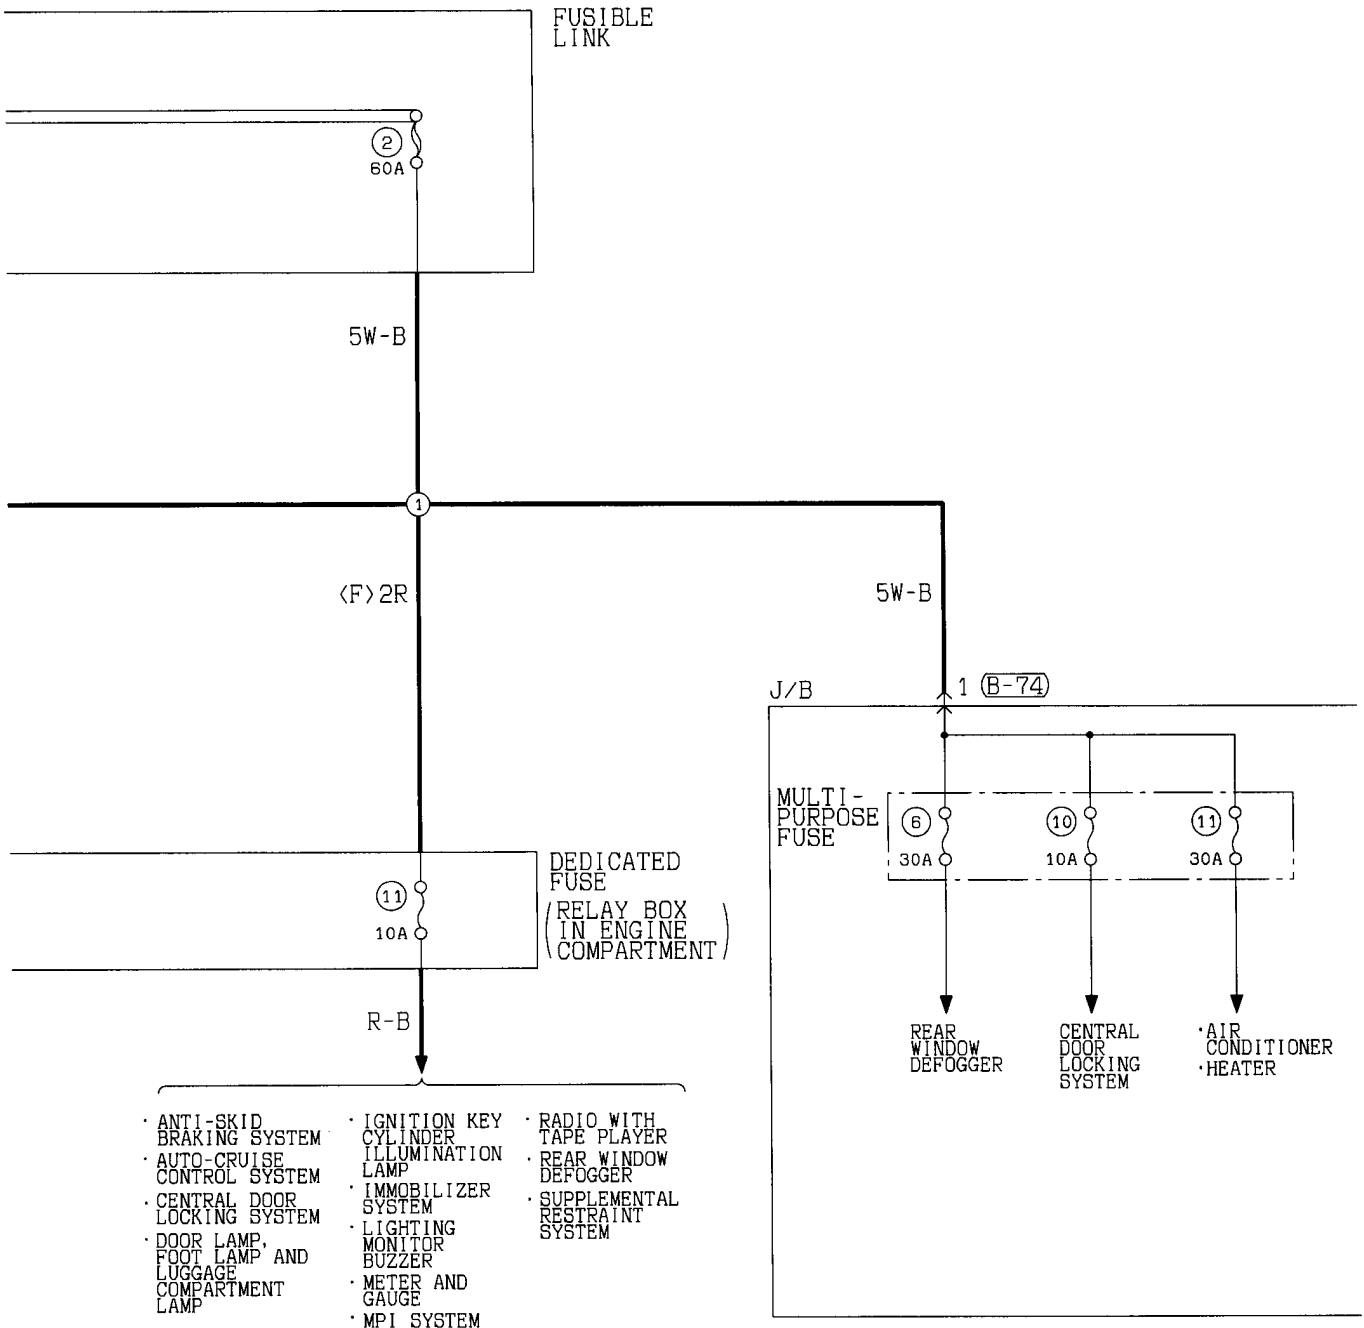 FUSIBLE
LINK
2
60A
5W-B
1
<F>2R
5W-B
J/B
1 B-74
MULTI-
PURPOSE
FUSE
6
30A
10
10A
11
30A
DEDICATED
FUSE
(RELAY BOX
IN ENGINE
COMPARTMENT)
11
10A
R-B
REAR
WINDOW
DEFOGGER
CENTRAL
DOOR
LOCKING
SYSTEM
·AIR
CONDITIONER
·HEATER
· ANTI-SKID
BRAKING SYSTEM
· AUTO-CRUISE
CONTROL SYSTEM
· CENTRAL DOOR
LOCKING SYSTEM
· DOOR LAMP,
FOOT LAMP AND
LUGGAGE
COMPARTMENT
LAMP
· IGNITION KEY
CYLINDER
ILLUMINATION
LAMP
· IMMOBILIZER
SYSTEM
· LIGHTING
MONITOR
BUZZER
· METER AND
GAUGE
· MPI SYSTEM
· RADIO WITH
TAPE PLAYER
· REAR WINDOW
DEFOGGER
· SUPPLEMENTAL
RESTRAINT
SYSTEM